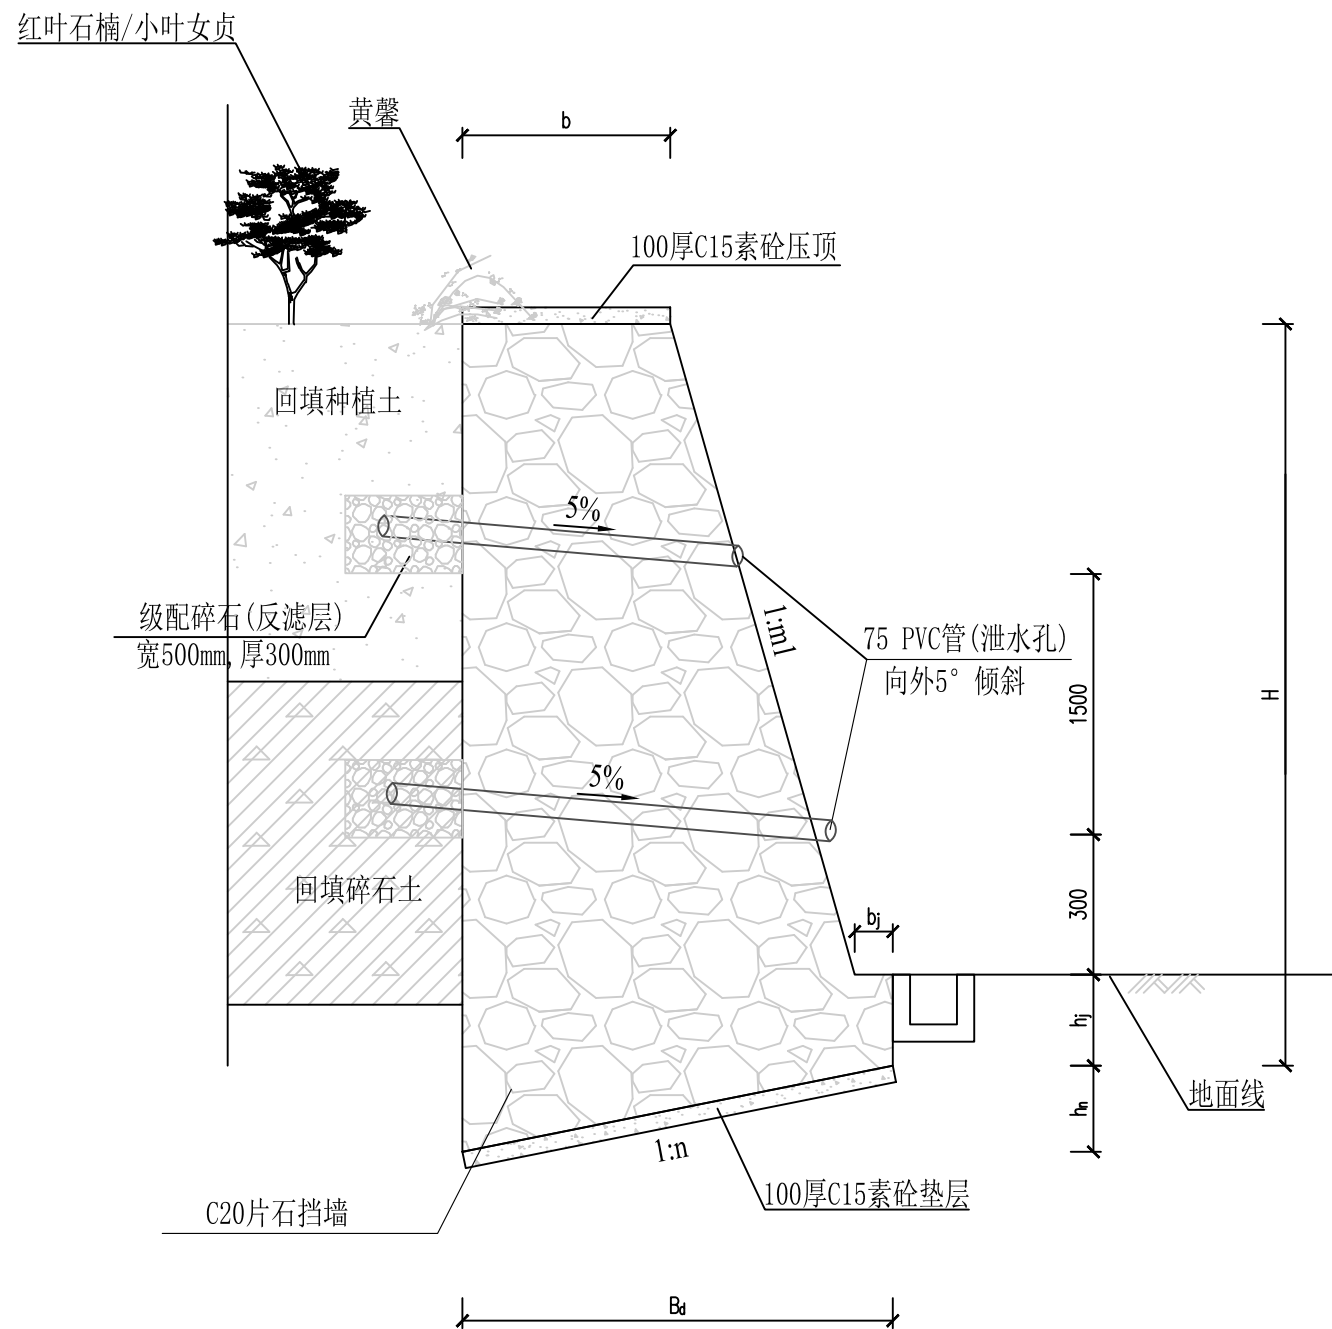 红叶石楠/小叶女贞
黄馨
b
100厚C15素砼压顶
回填种植土
5%
级配碎石(反滤层)
宽500mm,厚300mm
1:m1
75 PVC管(泄水孔)
向外5° 倾斜
1500
H
5%
回填碎石土
300
bj
hj
地面线
hn
1:n
100厚C15素砼垫层
C20片石挡墙
Bd